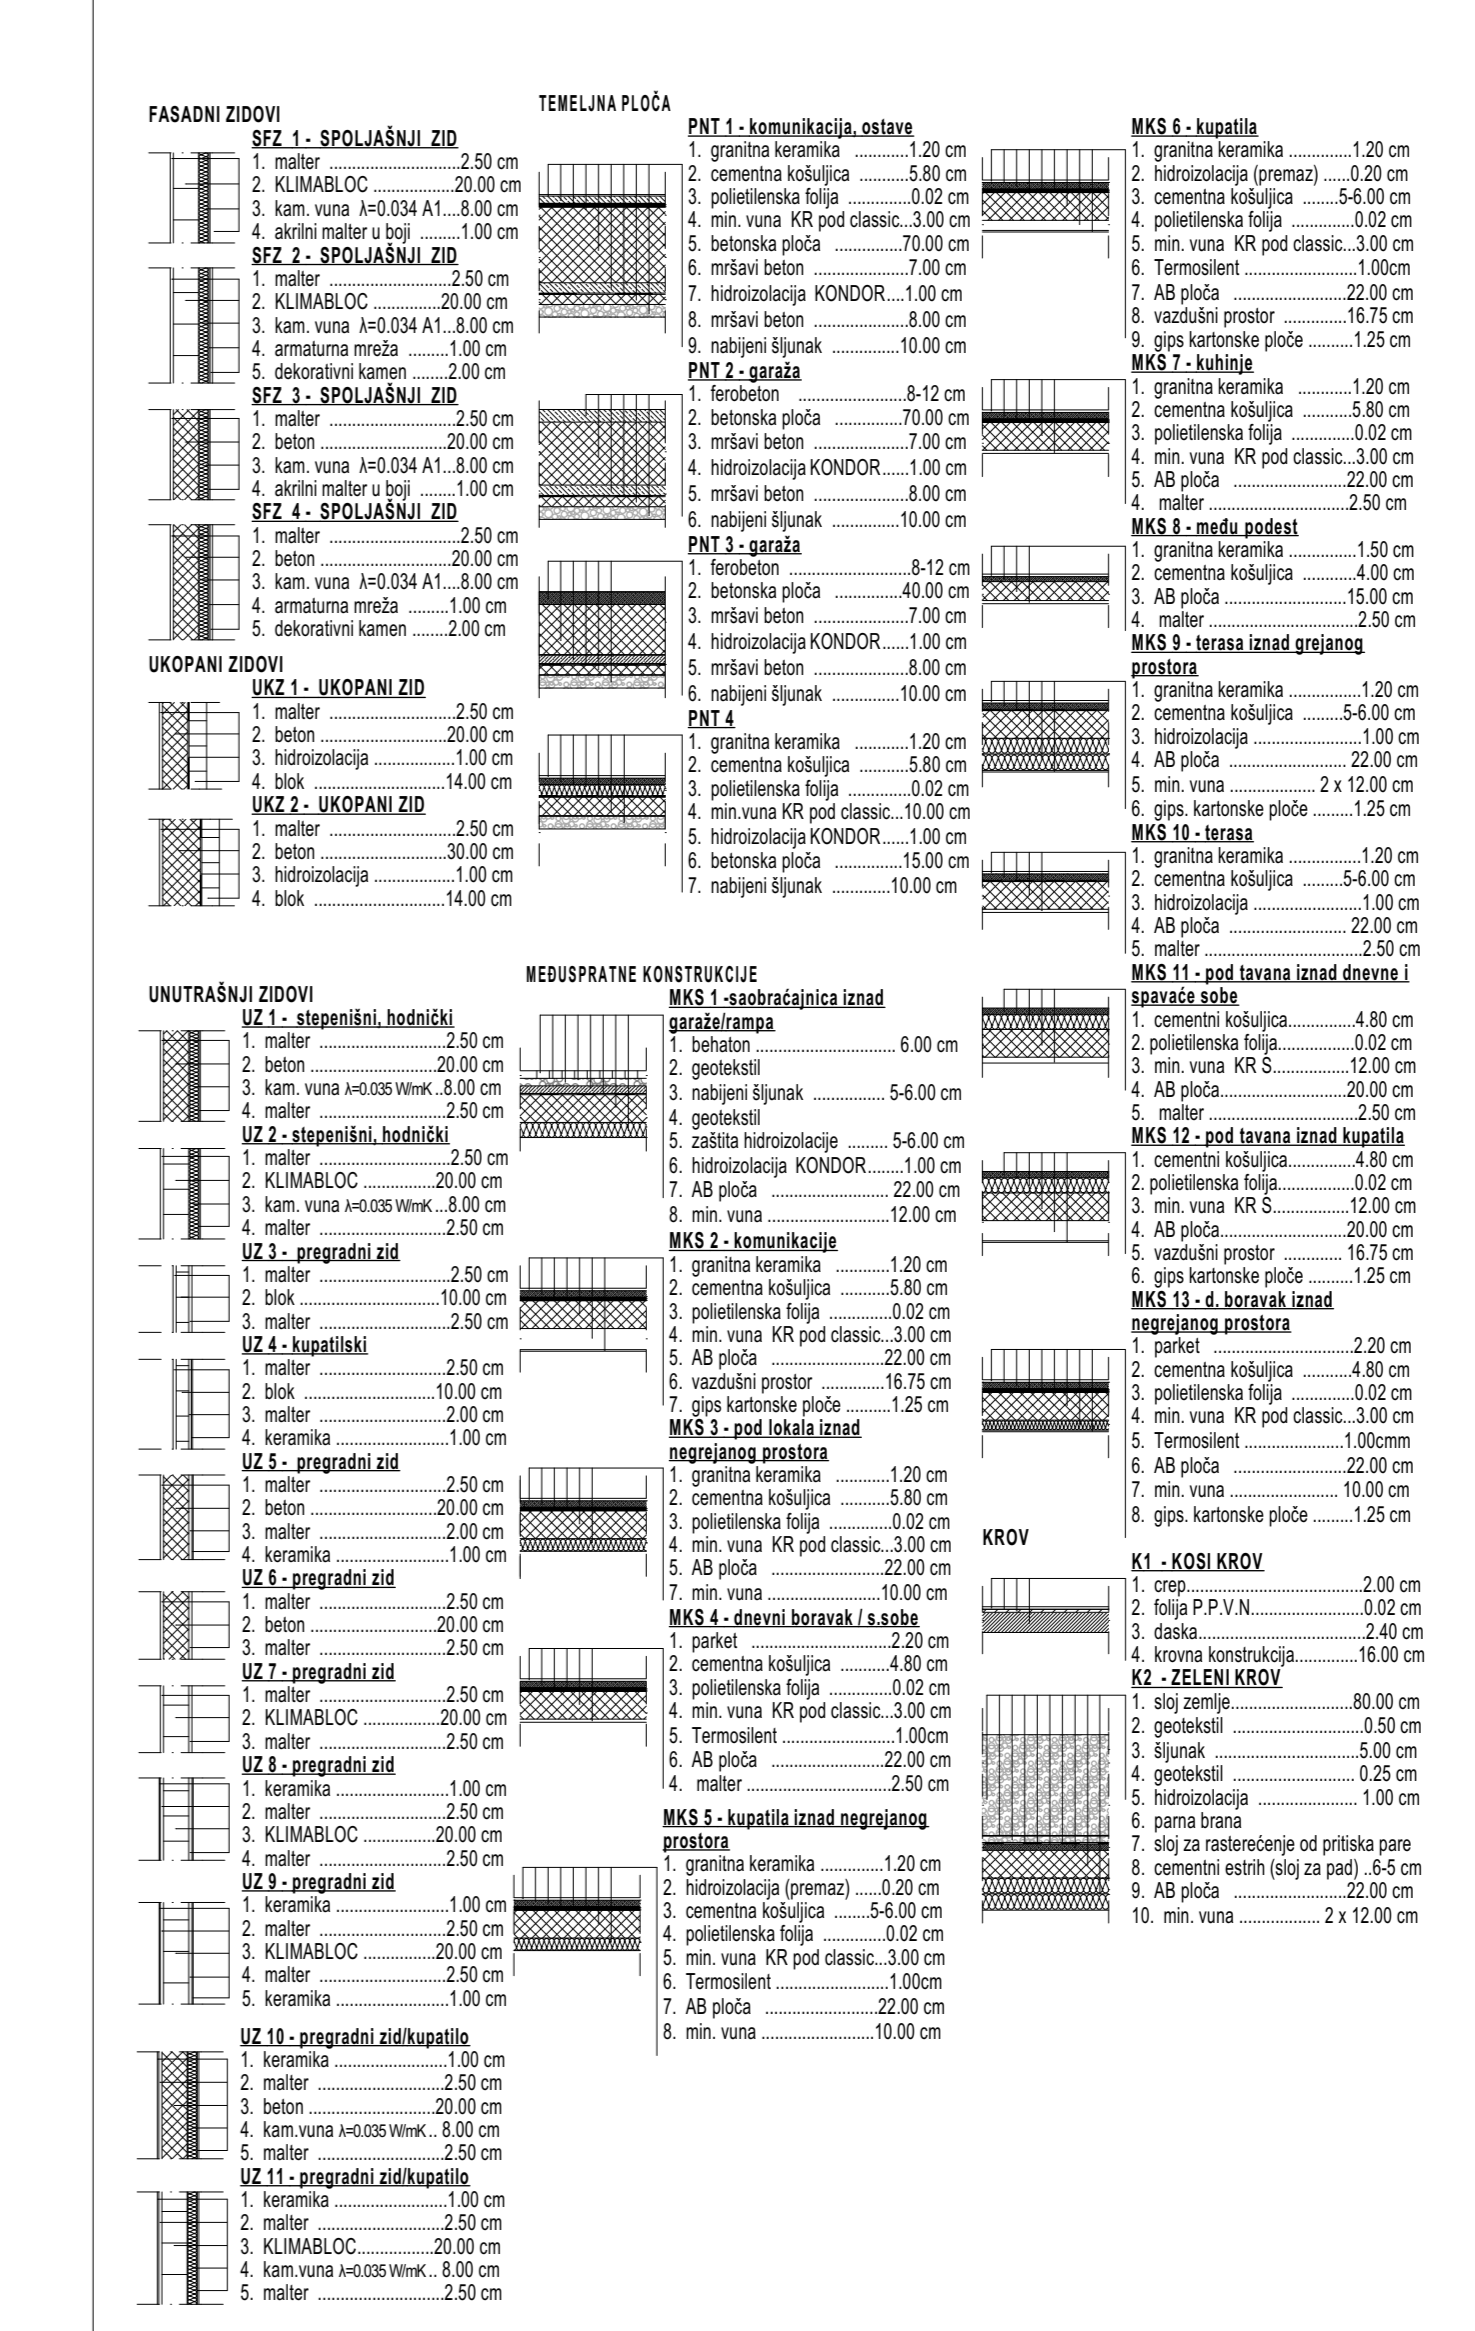 FASADNI ZIDOVI
SFZ 1 - SPOLJAŠNJI ZID
1. malter .............................2.50 cm
2. KLIMABLOC ..................20.00 cm
3. kam. vuna λ=0.034 A1....8.00 cm
4. akrilni malter u boji .........1.00 cm
SFZ 2 - SPOLJAŠNJI ZID
1. malter ...........................2.50 cm
2. KLIMABLOC ...............20.00 cm
3. kam. vuna λ=0.034 A1...8.00 cm
4. armaturna mreža .........1.00 cm
5. dekorativni kamen ........2.00 cm
SFZ 3 - SPOLJAŠNJI ZID
1. malter ............................2.50 cm
2. beton ............................20.00 cm
3. kam. vuna λ=0.034 A1...8.00 cm
4. akrilni malter u boji ........1.00 cm
SFZ 4 - SPOLJAŠNJI ZID
1. malter .............................2.50 cm
2. beton .............................20.00 cm
3. kam. vuna λ=0.034 A1....8.00 cm
4. armaturna mreža .........1.00 cm
5. dekorativni kamen ........2.00 cm
UKOPANI ZIDOVI
UKZ 1 - UKOPANI ZID
1. malter ............................2.50 cm
2. beton ............................20.00 cm
3. hidroizolacija ..................1.00 cm
4. blok .............................14.00 cm
UKZ 2 - UKOPANI ZID
1. malter ............................2.50 cm
2. beton ............................30.00 cm
3. hidroizolacija ..................1.00 cm
4. blok .............................14.00 cm
UNUTRAŠNJI ZIDOVI
UZ 1 - stepenišni, hodnički
1. malter ............................2.50 cm
2. beton ............................20.00 cm
3. kam. vuna λ=0.035 W/mK ..8.00 cm
4. malter ............................2.50 cm
UZ 2 - stepenišni, hodnički
1. malter .............................2.50 cm
2. KLIMABLOC .................20.00 cm
3. kam. vuna λ=0.035 W/mK ...8.00 cm
4. malter ............................2.50 cm
UZ 3 - pregradni zid
1. malter .............................2.50 cm
2. blok ...............................10.00 cm
3. malter .............................2.50 cm
UZ 4 - kupatilski
1. malter ............................2.50 cm
2. blok .............................10.00 cm
3. malter ............................2.00 cm
4. keramika .........................1.00 cm
UZ 5 - pregradni zid
1. malter ............................2.50 cm
2. beton ............................20.00 cm
3. malter ............................2.00 cm
4. keramika .........................1.00 cm
UZ 6 - pregradni zid
1. malter ............................2.50 cm
2. beton ............................20.00 cm
3. malter ............................2.50 cm
UZ 7 - pregradni zid
1. malter ............................2.50 cm
2. KLIMABLOC .................20.00 cm
3. malter ............................2.50 cm
UZ 8 - pregradni zid
1. keramika .........................1.00 cm
2. malter ............................2.50 cm
3. KLIMABLOC ................20.00 cm
4. malter ............................2.50 cm
UZ 9 - pregradni zid
1. keramika .........................1.00 cm
2. malter ............................2.50 cm
3. KLIMABLOC ................20.00 cm
4. malter ............................2.50 cm
5. keramika .........................1.00 cm
UZ 10 - pregradni zid/kupatilo
1. keramika .........................1.00 cm
2. malter ............................2.50 cm
3. beton ............................20.00 cm
4. kam.vuna λ=0.035 W/mK .. 8.00 cm
5. malter ............................2.50 cm
UZ 11 - pregradni zid/kupatilo
1. keramika .........................1.00 cm
2. malter ............................2.50 cm
3. KLIMABLOC.................20.00 cm
4. kam.vuna λ=0.035 W/mK .. 8.00 cm
5. malter ............................2.50 cm
TEMELJNA PLOČA
PNT 1 - komunikacija, ostave
1. granitna keramika ............1.20 cm
2. cementna košuljica ...........5.80 cm
3. polietilenska folija ..............0.02 cm
4. min. vuna KR pod classic...3.00 cm
5. betonska ploča ...............70.00 cm
6. mršavi beton .....................7.00 cm
7. hidroizolacija KONDOR....1.00 cm
8. mršavi beton .....................8.00 cm
9. nabijeni šljunak ...............10.00 cm
PNT 2 - garaža
1. ferobeton ........................8-12 cm
2. betonska ploča ...............70.00 cm
3. mršavi beton .....................7.00 cm
4. hidroizolacija KONDOR......1.00 cm
5. mršavi beton .....................8.00 cm
6. nabijeni šljunak ...............10.00 cm
PNT 3 - garaža
1. ferobeton ...........................8-12 cm
2. betonska ploča ...............40.00 cm
3. mršavi beton .....................7.00 cm
4. hidroizolacija KONDOR......1.00 cm
5. mršavi beton .....................8.00 cm
6. nabijeni šljunak ...............10.00 cm
PNT 4
1. granitna keramika ............1.20 cm
2. cementna košuljica ...........5.80 cm
3. polietilenska folija ..............0.02 cm
4. min.vuna KR pod classic...10.00 cm
5. hidroizolacija KONDOR......1.00 cm
6. betonska ploča ...............15.00 cm
7. nabijeni šljunak .............10.00 cm
MEĐUSPRATNE KONSTRUKCIJE
MKS 1 -saobraćajnica iznad
garaže/rampa
1. behaton ............................... 6.00 cm
2. geotekstil
3. nabijeni šljunak ................ 5-6.00 cm
4. geotekstil
5. zaštita hidroizolacije ......... 5-6.00 cm
6. hidroizolacija KONDOR........1.00 cm
7. AB ploča .......................... 22.00 cm
8. min. vuna ...........................12.00 cm
MKS 2 - komunikacije
1. granitna keramika ............1.20 cm
2. cementna košuljica ...........5.80 cm
3. polietilenska folija ..............0.02 cm
4. min. vuna KR pod classic...3.00 cm
5. AB ploča .........................22.00 cm
6. vazdušni prostor ..............16.75 cm
7. gips kartonske ploče ..........1.25 cm
MKS 3 - pod lokala iznad
negrejanog prostora
1. granitna keramika ............1.20 cm
2. cementna košuljica ...........5.80 cm
3. polietilenska folija ..............0.02 cm
4. min. vuna KR pod classic...3.00 cm
5. AB ploča .........................22.00 cm
7. min. vuna .........................10.00 cm
MKS 4 - dnevni boravak / s.sobe
1. parket ...............................2.20 cm
2. cementna košuljica ...........4.80 cm
3. polietilenska folija ..............0.02 cm
4. min. vuna KR pod classic...3.00 cm
5. Termosilent .........................1.00cm
6. AB ploča .........................22.00 cm
4. malter ................................2.50 cm
MKS 5 - kupatila iznad negrejanog
prostora
1. granitna keramika ..............1.20 cm
2. hidroizolacija (premaz) ......0.20 cm
3. cementna košuljica ........5-6.00 cm
4. polietilenska folija ..............0.02 cm
5. min. vuna KR pod classic...3.00 cm
6. Termosilent .........................1.00cm
7. AB ploča .........................22.00 cm
8. min. vuna .........................10.00 cm
MKS 6 - kupatila
1. granitna keramika ..............1.20 cm
2. hidroizolacija (premaz) ......0.20 cm
3. cementna košuljica ........5-6.00 cm
4. polietilenska folija ..............0.02 cm
5. min. vuna KR pod classic...3.00 cm
6. Termosilent .........................1.00cm
7. AB ploča .........................22.00 cm
8. vazdušni prostor ..............16.75 cm
9. gips kartonske ploče ..........1.25 cm
MKS 7 - kuhinje
1. granitna keramika ............1.20 cm
2. cementna košuljica ...........5.80 cm
3. polietilenska folija ..............0.02 cm
4. min. vuna KR pod classic...3.00 cm
5. AB ploča .........................22.00 cm
4. malter ...............................2.50 cm
MKS 8 - među podest
1. granitna keramika ...............1.50 cm
2. cementna košuljica ............4.00 cm
3. AB ploča ...........................15.00 cm
4. malter .................................2.50 cm
MKS 9 - terasa iznad grejanog
prostora
1. granitna keramika ................1.20 cm
2. cementna košuljica .........5-6.00 cm
3. hidroizolacija ........................1.00 cm
4. AB ploča .......................... 22.00 cm
5. min. vuna ................... 2 x 12.00 cm
6. gips. kartonske ploče .........1.25 cm
MKS 10 - terasa
1. granitna keramika ................1.20 cm
2. cementna košuljica .........5-6.00 cm
3. hidroizolacija ........................1.00 cm
4. AB ploča .......................... 22.00 cm
5. malter ...................................2.50 cm
MKS 11 - pod tavana iznad dnevne i
spavaće sobe
1. cementni košuljica...............4.80 cm
2. polietilenska folija.................0.02 cm
3. min. vuna KR S.................12.00 cm
4. AB ploča............................20.00 cm
5. malter .................................2.50 cm
MKS 12 - pod tavana iznad kupatila
1. cementni košuljica...............4.80 cm
2. polietilenska folija.................0.02 cm
3. min. vuna KR S.................12.00 cm
4. AB ploča............................20.00 cm
5. vazdušni prostor ............. 16.75 cm
6. gips kartonske ploče ..........1.25 cm
MKS 13 - d. boravak iznad
negrejanog prostora
1. parket ...............................2.20 cm
2. cementna košuljica ...........4.80 cm
3. polietilenska folija ..............0.02 cm
4. min. vuna KR pod classic...3.00 cm
5. Termosilent ......................1.00cmm
6. AB ploča .........................22.00 cm
7. min. vuna ........................ 10.00 cm
8. gips. kartonske ploče .........1.25 cm
KROV
K1 - KOSI KROV
1. crep.......................................2.00 cm
2. folija P.P.V.N.........................0.02 cm
3. daska.....................................2.40 cm
4. krovna konstrukcija..............16.00 cm
K2 - ZELENI KROV
1. sloj zemlje...........................80.00 cm
2. geotekstil .............................0.50 cm
3. šljunak ................................5.00 cm
4. geotekstil ........................... 0.25 cm
5. hidroizolacija ...................... 1.00 cm
6. parna brana
7. sloj za rasterećenje od pritiska pare
8. cementni estrih (sloj za pad) ..6-5 cm
9. AB ploča .........................22.00 cm
10. min. vuna .................. 2 x 12.00 cm